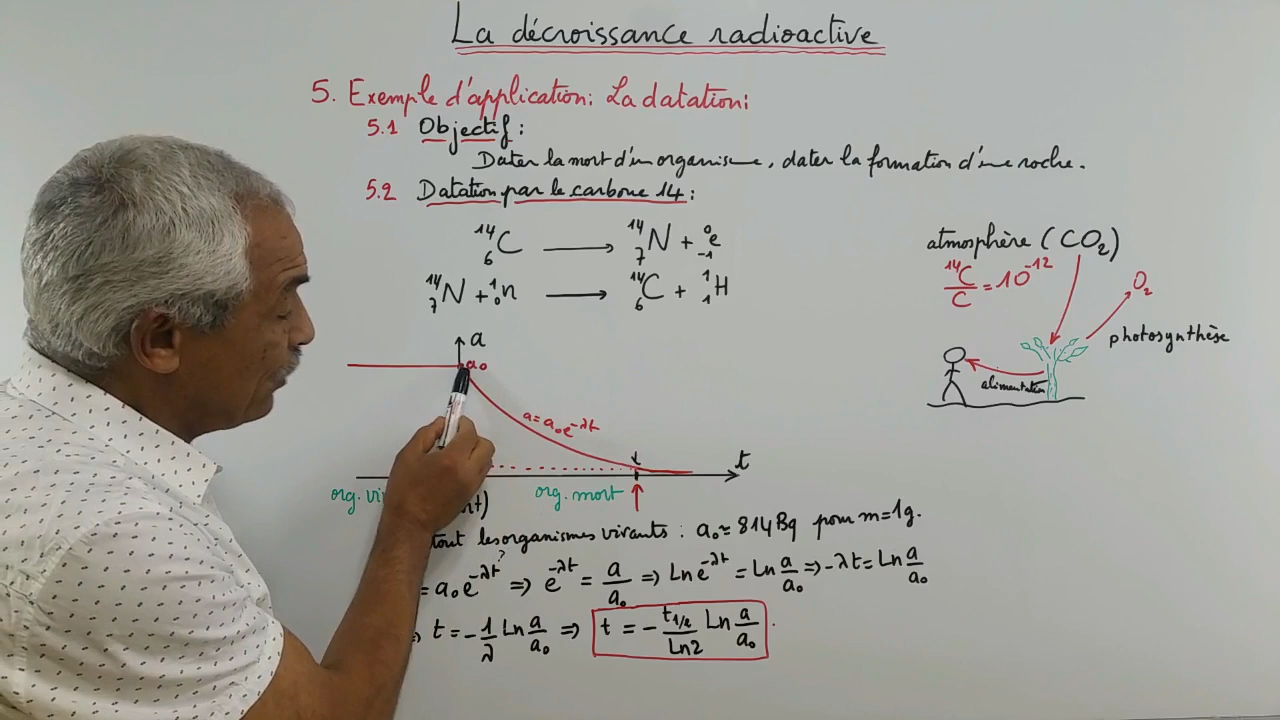 La décroissance radioactive
5. Exemple d'application: La datation:
5.1 Objectif:
Dater la mort d'un organisme, dater la formation d'une roche.
5.2 Datation par le carbone 14:
¹⁴₆C ⟶ ¹⁴₇N + ⁰₋₁e
¹⁴₇N + ¹₀n ⟶ ¹⁴₆C + ¹₁H
atmosphère (CO₂)
¹⁴C/C = 10⁻¹²
O₂
photosynthèse
alimentation
a
a₀
a = a₀e^-λt
t
org. org. mort
tout les organismes vivants : a₀ ≈ 814 Bq pour m = 1g.
= a₀e^-λt? ⇒ e^-λt = a/a₀ ⇒ Ln e^-λt = Ln a/a₀ ⇒ -λt = Ln a/a₀
⇒ t = -1/λ Ln a/a₀ ⇒ t = - t₁/₂/Ln2 Ln a/a₀.